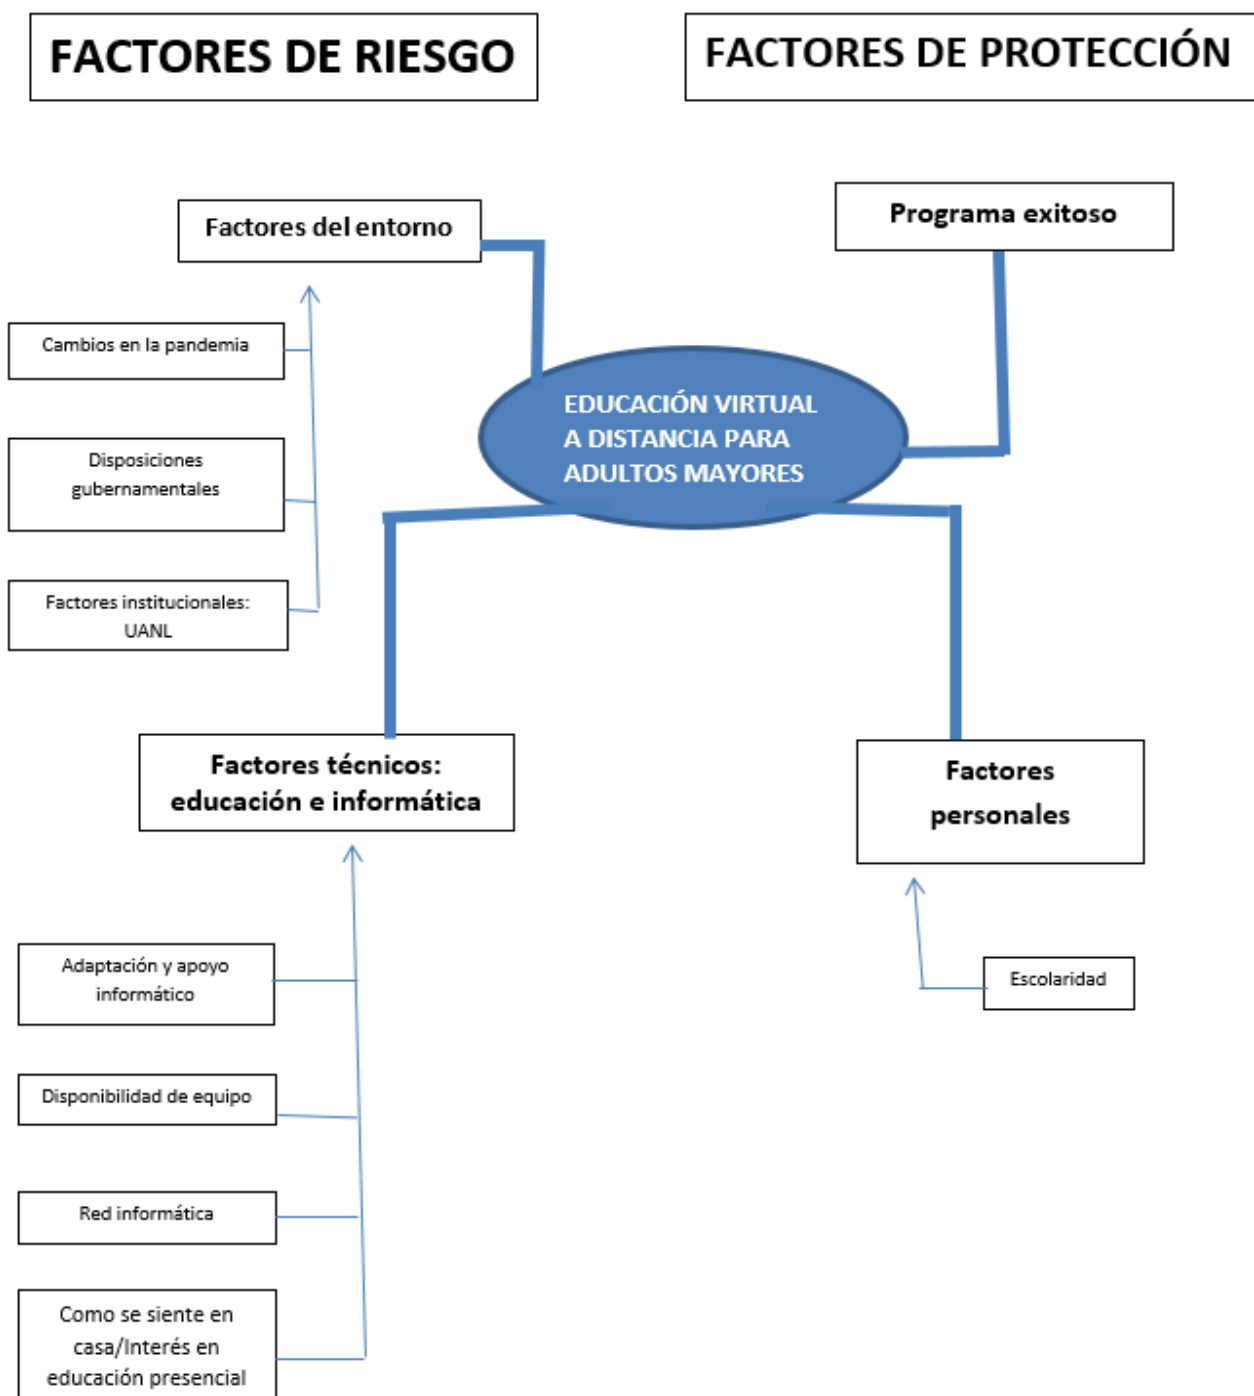 FACTORES DE RIESGO
FACTORES DE PROTECCIÓN
Factores del entorno
Programa exitoso
Cambios en la pandemia
EDUCACIÓN VIRTUAL
A DISTANCIA PARA
ADULTOS MAYORES
Disposiciones
gubernamentales
Factores institucionales:
UANL
Factores técnicos:
educación e informática
Factores
personales
Adaptación y apoyo
informático
Escolaridad
Disponibilidad de equipo
Red informática
Como se siente en
casa/Interés en
educación presencial